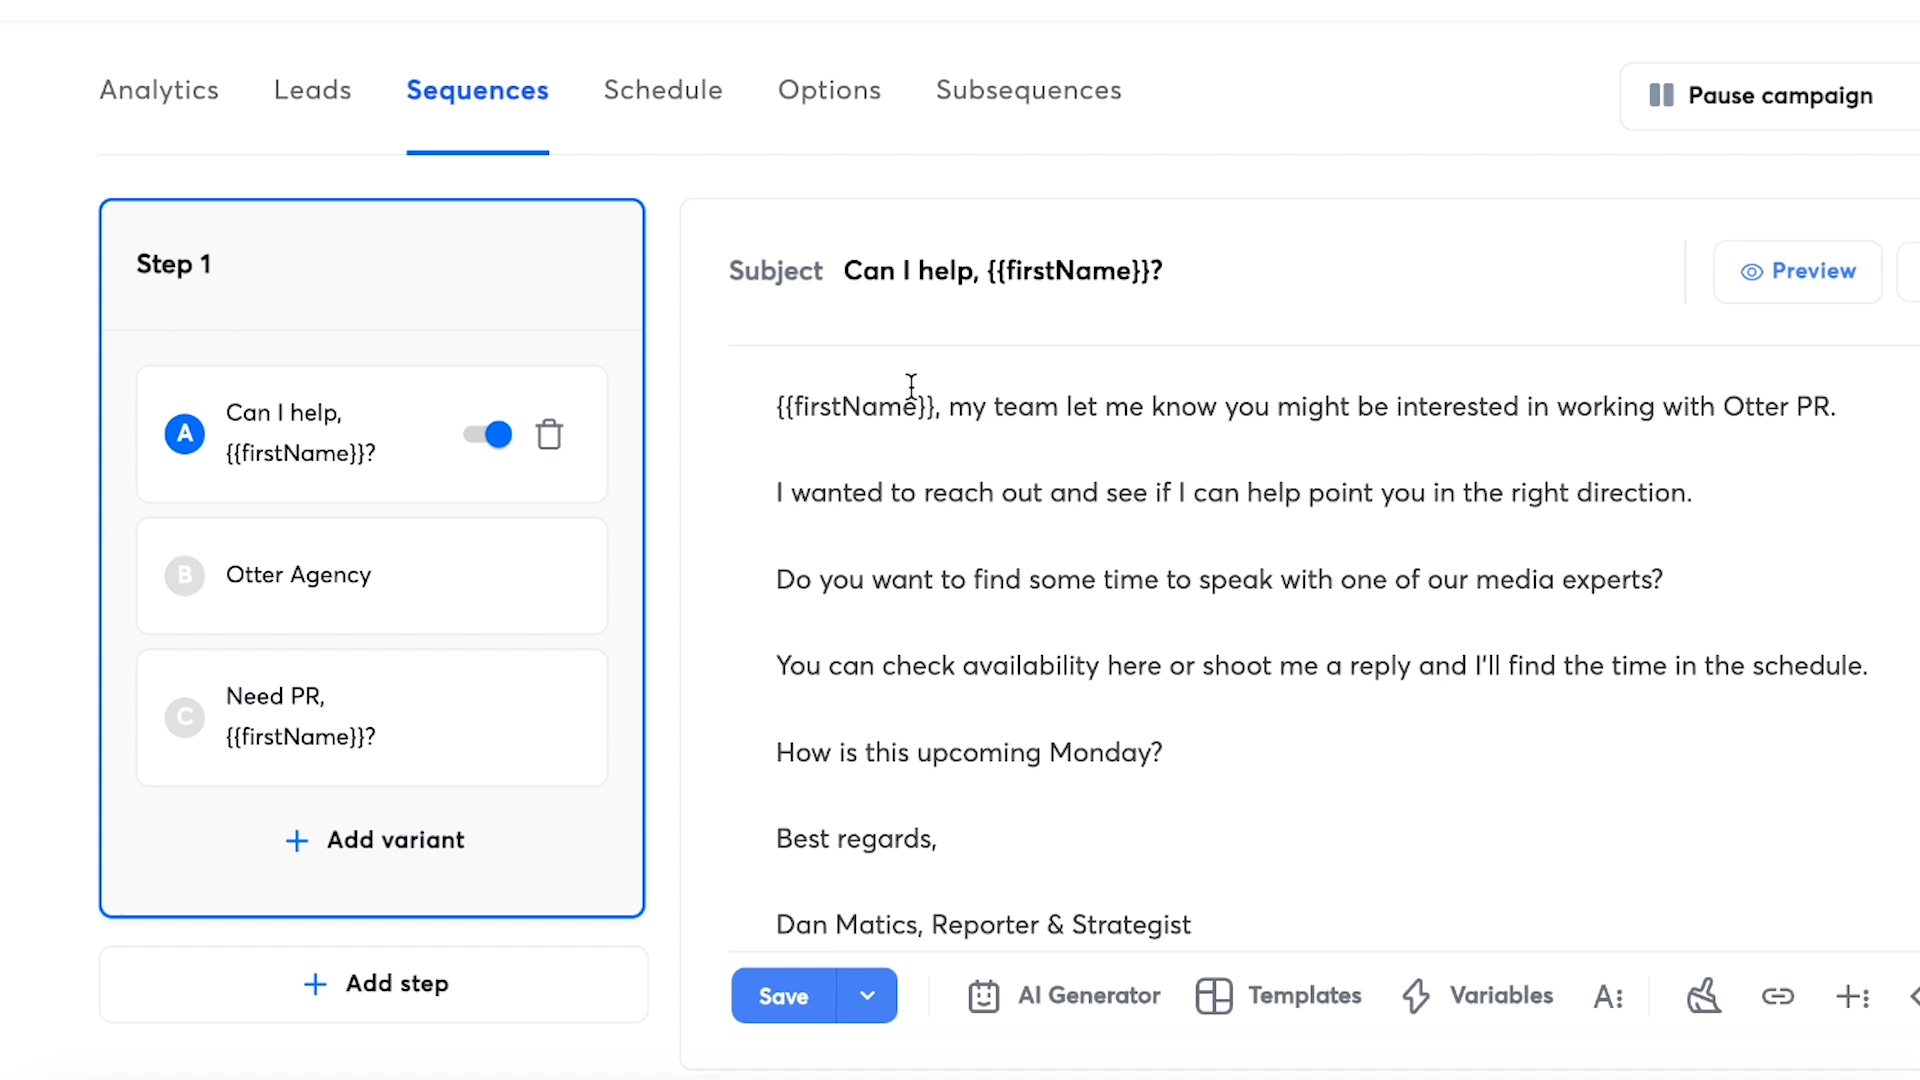 Analytics Leads Sequences Schedule Options Subsequences
Pause campaign
Step 1
A
Can I help,
{{firstName}}?
B
Otter Agency
C
Need PR,
{{firstName}}?
+ Add variant
+ Add step
Subject Can I help, {{firstName}}?
Preview
{{firstName}}, my team let me know you might be interested in working with Otter PR.
I wanted to reach out and see if I can help point you in the right direction.
Do you want to find some time to speak with one of our media experts?
You can check availability here or shoot me a reply and I'll find the time in the schedule.
How is this upcoming Monday?
Best regards,
Dan Matics, Reporter & Strategist
Save AI Generator Templates Variables A